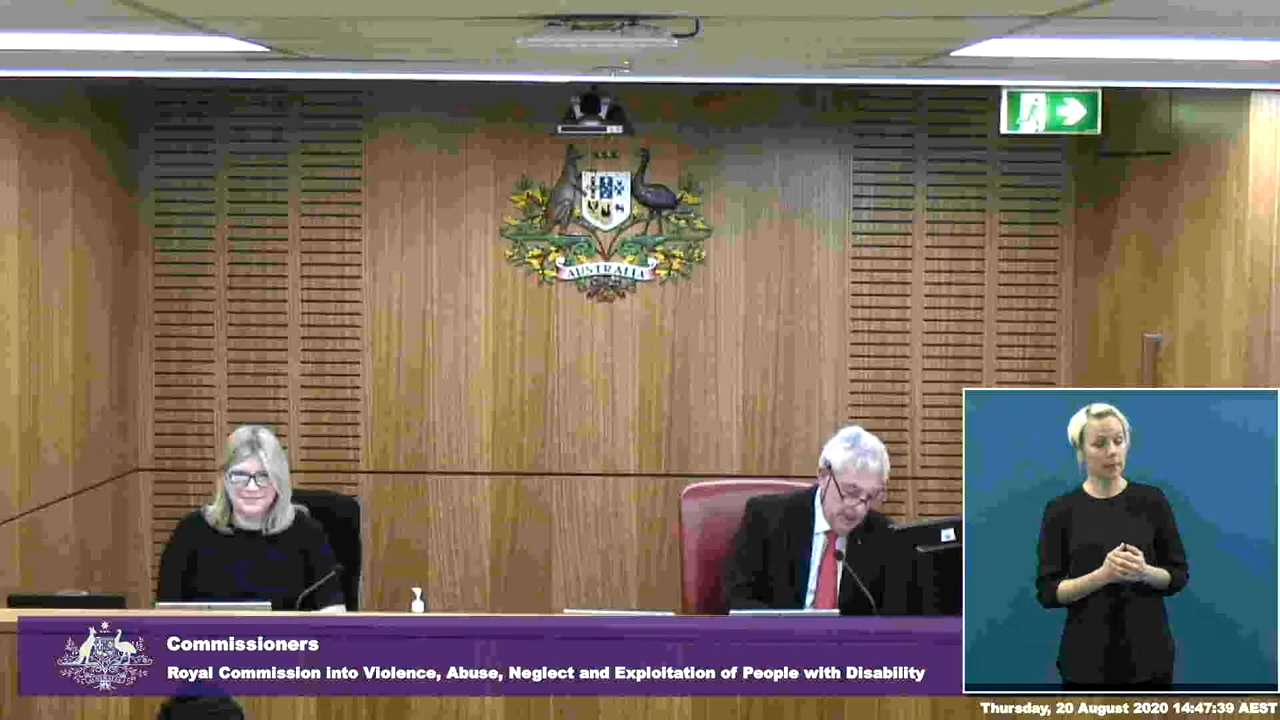 AUSTRALIA
Commissioners
Royal Commission into Violence, Abuse, Neglect and Exploitation of People with Disability
Thursday, 20 August 2020 14:47:39 AEST